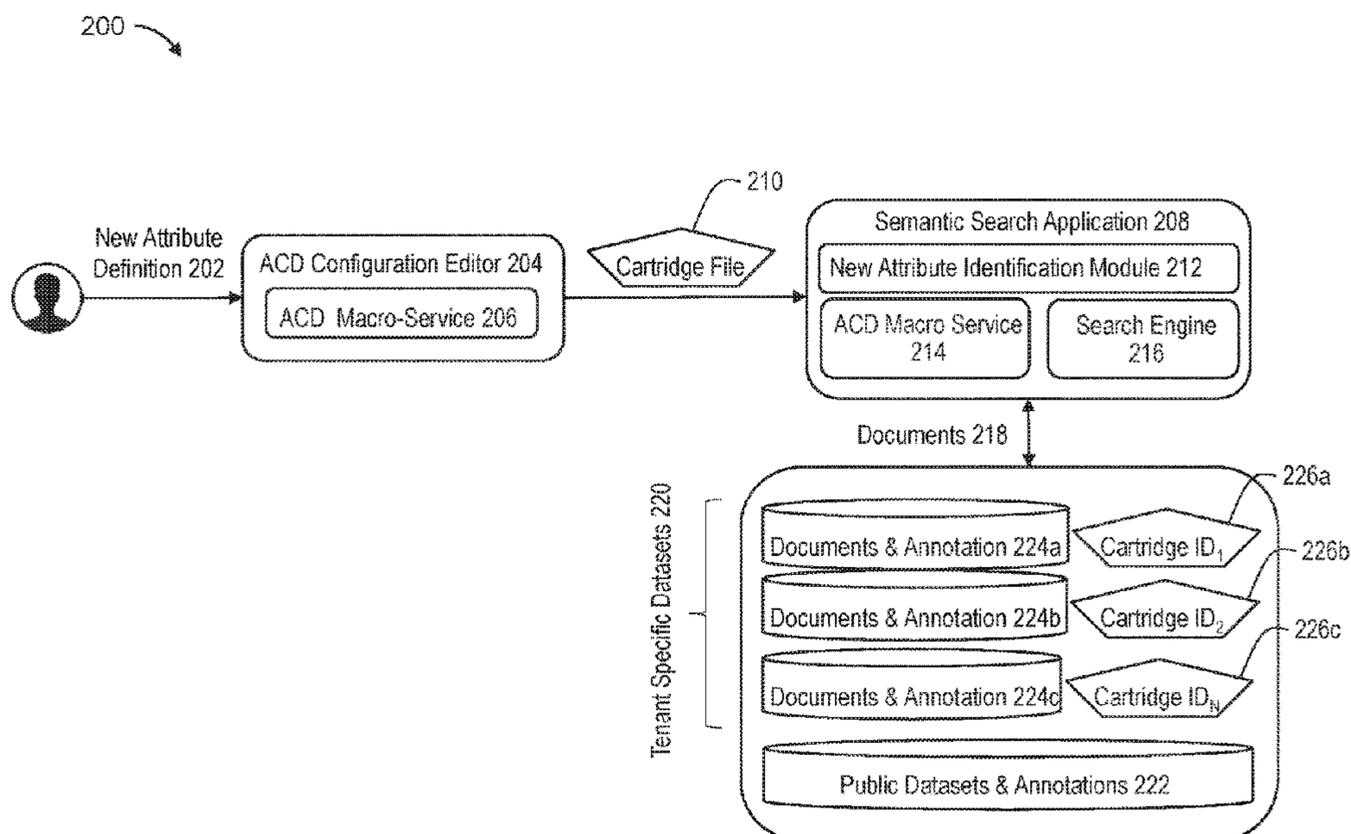 200
210
New Attribute
Definition 202
ACD Configuration Editor 204
ACD Macro-Service 206
Cartridge File
Semantic Search Application 208
New Attribute Identification Module 212
ACD Macro Service
214
Search Engine
216
Documents 218
Tenant Specific Datasets 220
Documents & Annotation 224a
Cartridge ID1
226a
Documents & Annotation 224b
Cartridge ID2
226b
Documents & Annotation 224c
Cartridge IDN
226c
Public Datasets & Annotations 222